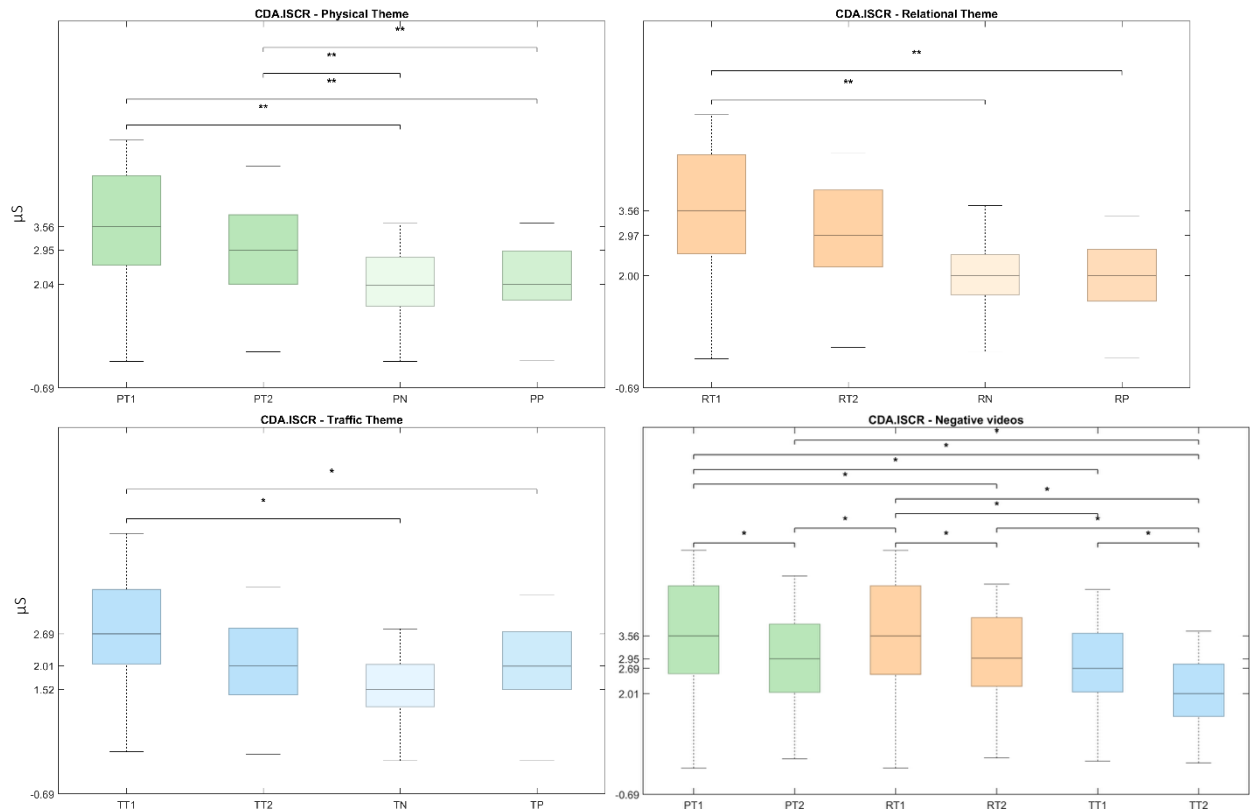 CDA.ISCR - Physical Theme
**
**
**
**
μS
3.56
2.95
2.04
-0.69
PT1 PT2 PN PP
CDA.ISCR - Relational Theme
**
**
3.56
2.97
2.00
-0.69
RT1 RT2 RN RP
CDA.ISCR - Traffic Theme
*
*
μS
2.69
2.01
1.52
-0.69
TT1 TT2 TN TP
CDA.ISCR - Negative videos
*
*
*
*
*
*
* * * * *
3.56
2.95
2.69
2.01
-0.69
PT1 PT2 RT1 RT2 TT1 TT2